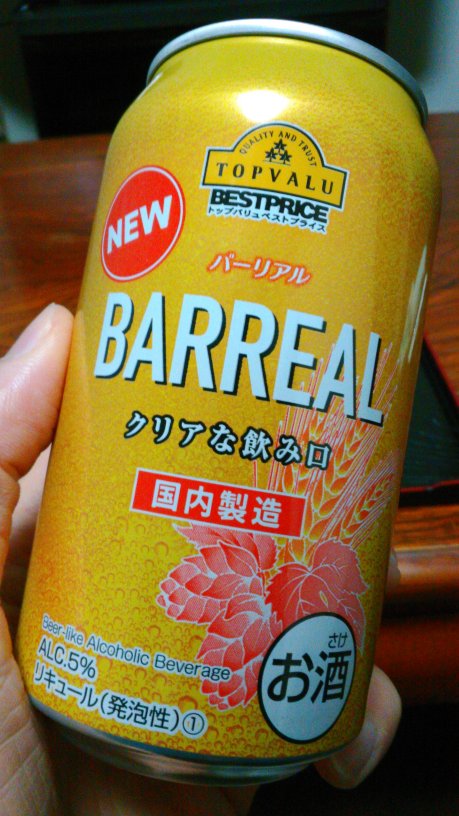 QUALITY AND TRUST
TOPVALU
BESTPRICE
トップバリュベストプライス
NEW
バーリアル
BARREAL
クリアな飲み口
国内製造
Beer-like Alcoholic Beverage
ALC.5%
リキュール(発泡性)①
さけ
お酒